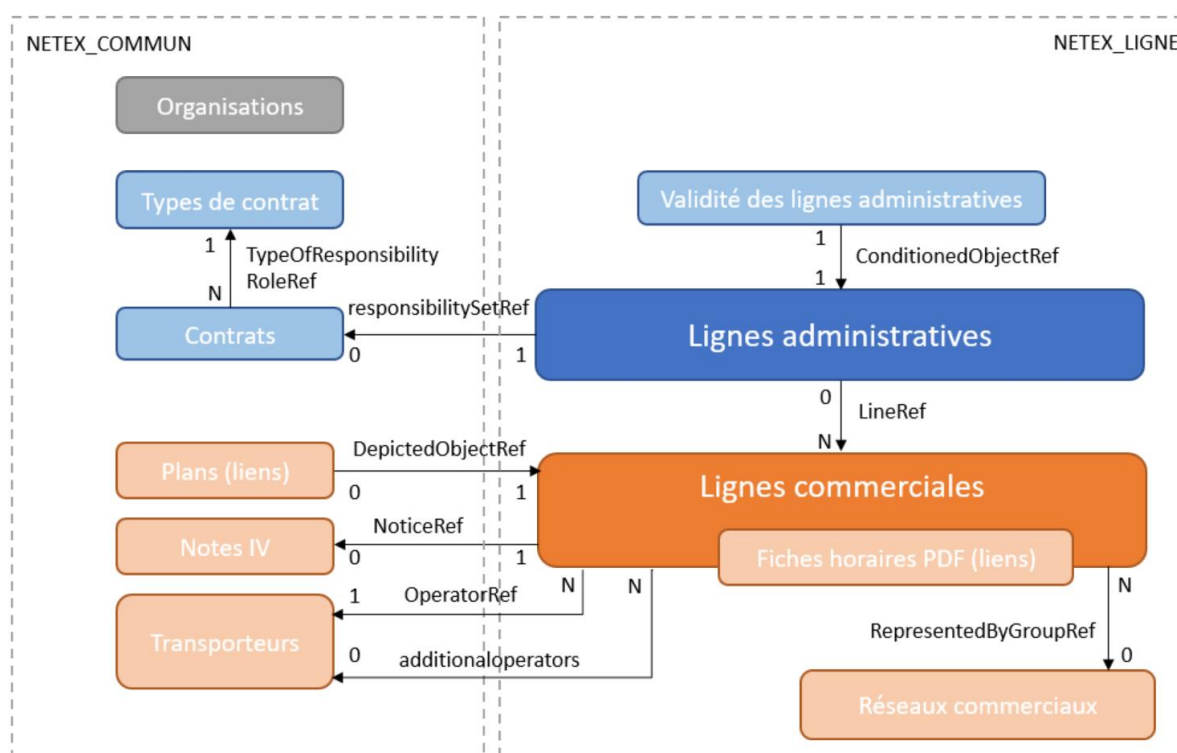 NETEX_COMMUN
NETEX_LIGNE
Organisations
Types de contrat
Validité des lignes administratives
1
TypeOfResponsibility
RoleRef
N
1
ConditionedObjectRef
1
responsibilitySetRef
Contrats
0
1
Lignes administratives
0
LineRef
N
DepictedObjectRef
Plans (liens)
0
1
Lignes commerciales
NoticeRef
Notes IV
0
1
Fiches horaires PDF (liens)
1
OperatorRef
N
N
N
Transporteurs
0
additionaloperators
RepresentedByGroupRef
0
Réseaux commerciaux